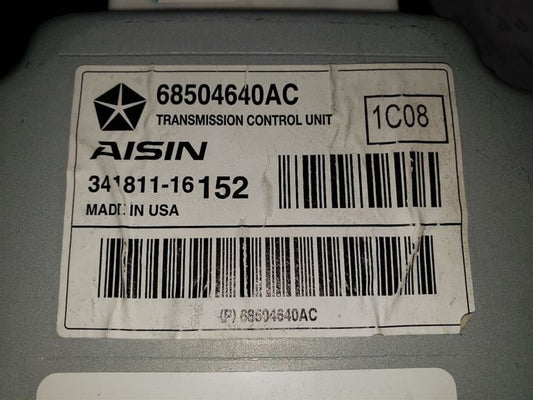 68504640AC
TRANSMISSION CONTROL UNIT
1C08
AISIN
341811-16152
MADE IN USA
(P) 68504640AC